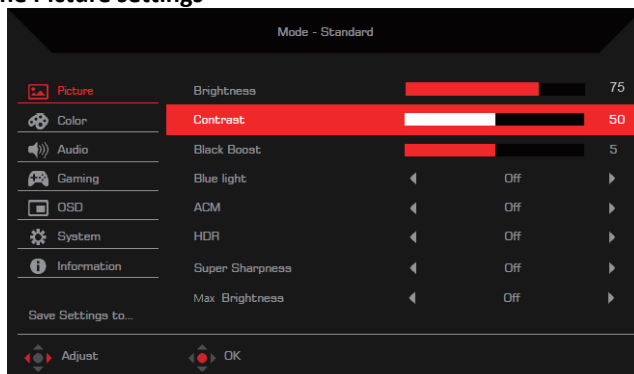 Mode - Standard
Picture
Brightness 75
Color
Contrast 50
Audio
Black Boost 5
Gaming
Blue light Off
OSD
ACM Off
System
HDR Off
Information
Super Sharpness Off
Max Brightness Off
Save Settings to...
Adjust OK